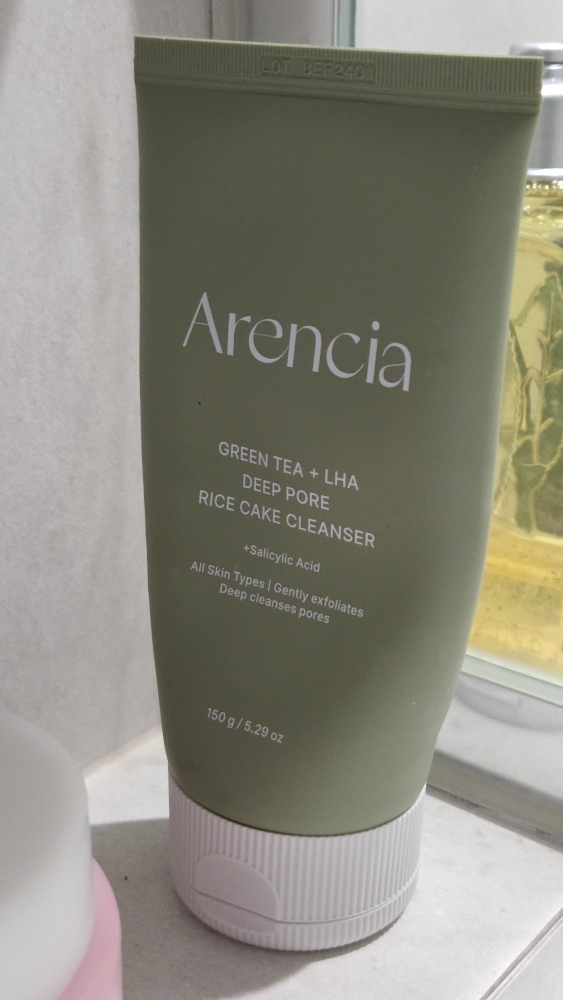 LOT BEF2401
Arencia
GREEN TEA + LHA
DEEP PORE
RICE CAKE CLEANSER
+Salicylic Acid
All Skin Types | Gently exfoliates
Deep cleanses pores
150 g / 5.29 oz